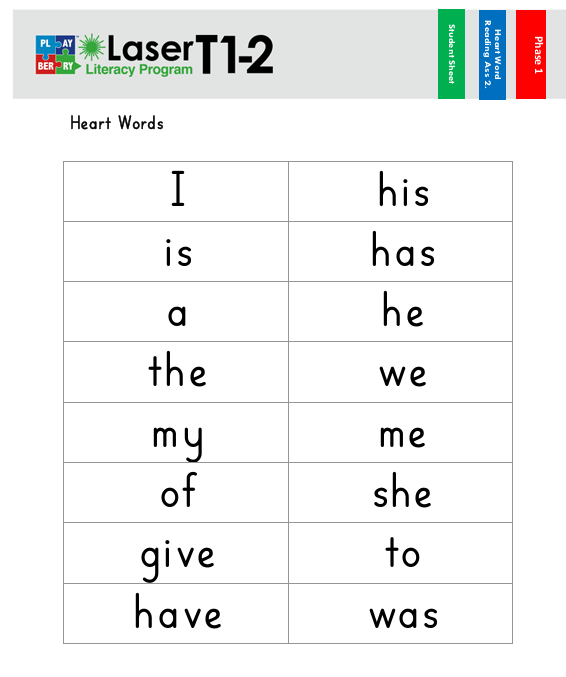 PL AY
BER RY
Laser T1-2
Literacy Program
Student Sheet
Heart Word
Reading Ass 2.
Phase 1
Heart Words
I his
is has
a he
the we
my me
of she
give to
have was